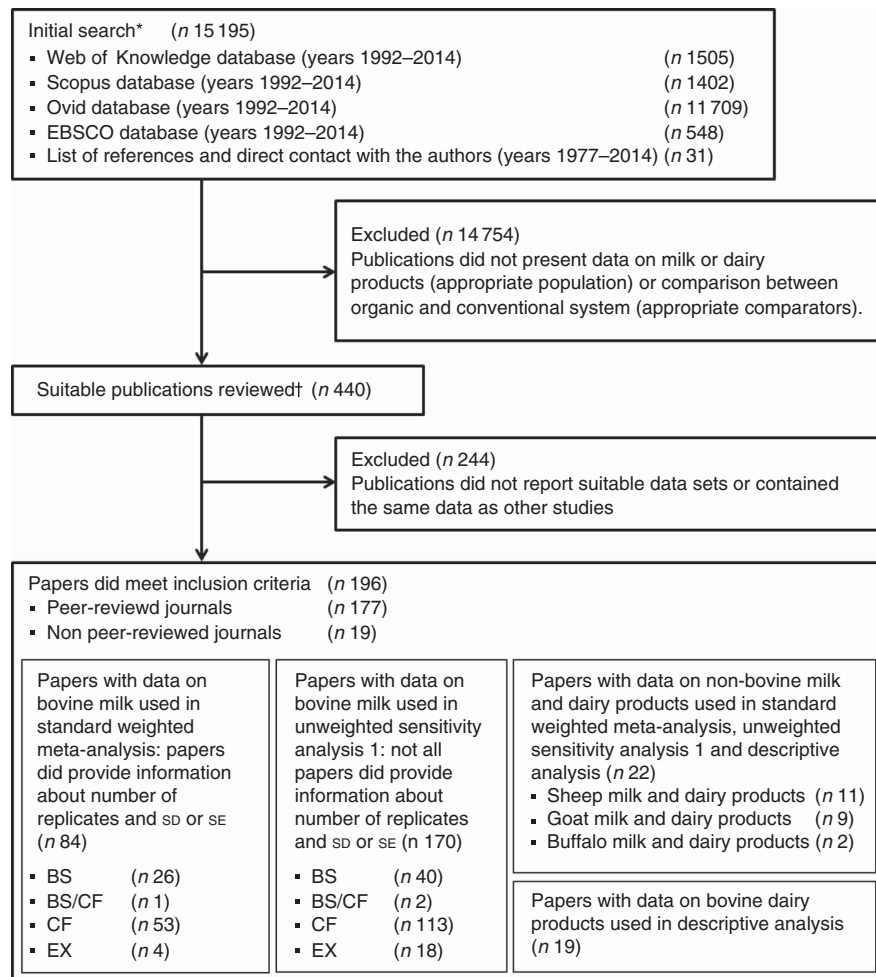 Initial search* (n 15 195)
▪ Web of Knowledge database (years 1992–2014) (n 1505)
▪ Scopus database (years 1992–2014) (n 1402)
▪ Ovid database (years 1992–2014) (n 11 709)
▪ EBSCO database (years 1992–2014) (n 548)
▪ List of references and direct contact with the authors (years 1977–2014) (n 31)
Excluded (n 14 754)
Publications did not present data on milk or dairy
products (appropriate population) or comparison between
organic and conventional system (appropriate comparators).
Suitable publications reviewed† (n 440)
Excluded (n 244)
Publications did not report suitable data sets or contained
the same data as other studies
Papers did meet inclusion criteria (n 196)
▪ Peer-reviewd journals (n 177)
▪ Non peer-reviewed journals (n 19)
Papers with data on
bovine milk used in
standard weighted
meta-analysis: papers
did provide information
about number of
replicates and SD or SE
(n 84)
▪ BS (n 26)
▪ BS/CF (n 1)
▪ CF (n 53)
▪ EX (n 4)
Papers with data on
bovine milk used in
unweighted sensitivity
analysis 1: not all
papers did provide
information about
number of replicates
and SD or SE (n 170)
▪ BS (n 40)
▪ BS/CF (n 2)
▪ CF (n 113)
▪ EX (n 18)
Papers with data on non-bovine milk
and dairy products used in standard
weighted meta-analysis, unweighted
sensitivity analysis 1 and descriptive
analysis (n 22)
▪ Sheep milk and dairy products (n 11)
▪ Goat milk and dairy products (n 9)
▪ Buffalo milk and dairy products (n 2)
Papers with data on bovine dairy
products used in descriptive analysis
(n 19)